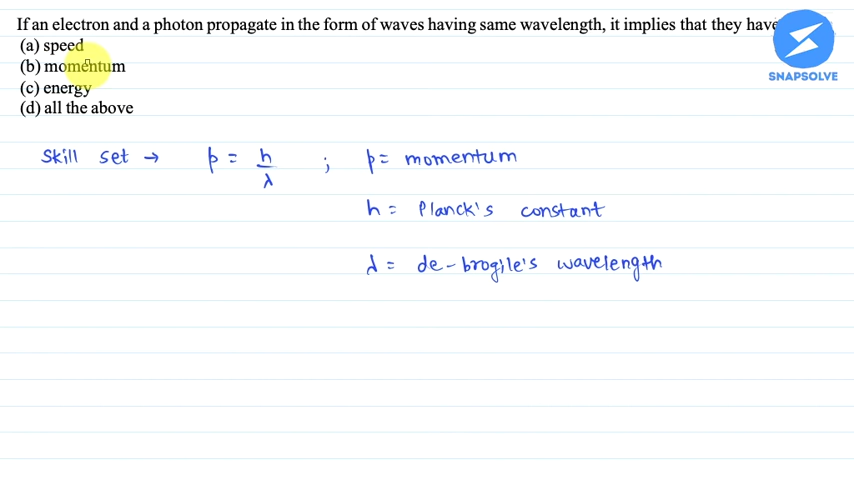 If an electron and a photon propagate in the form of waves having same wavelength, it implies that they have
(a) speed
(b) momentum
(c) energy
(d) all the above
SNAPSOLVE
Skill set → p = h/λ ; p = momentum
h = Planck's constant
λ = de-brogile's wavelength